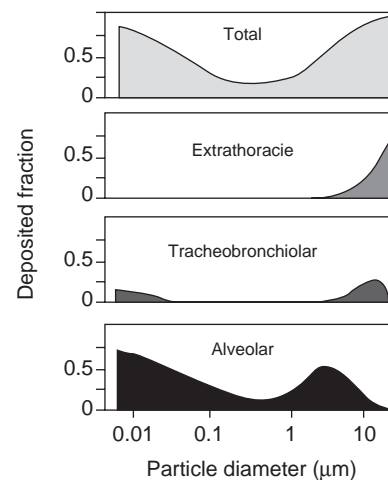 Total
0.5
0
Extrathoracie
0.5
0
Tracheobronchiolar
0.5
0
Alveolar
0.5
0
0.01 0.1 1 10
Particle diameter (μm)
Deposited fraction